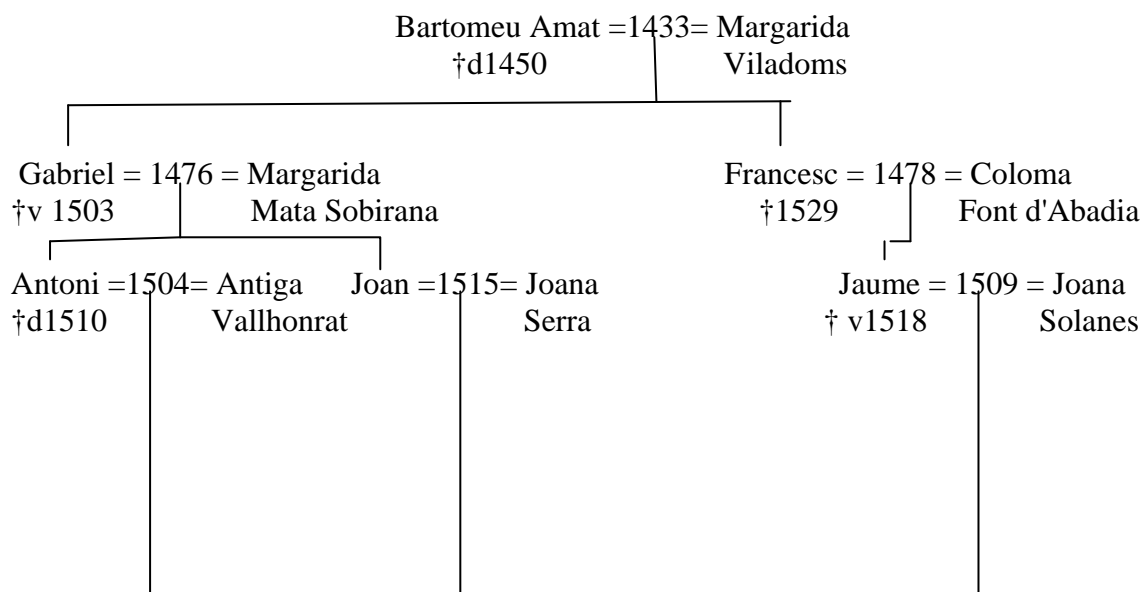 Bartomeu Amat =1433= Margarida
†d1450 Viladoms
Gabriel = 1476 = Margarida Francesc = 1478 = Coloma
†v 1503 Mata Sobirana †1529 Font d'Abadia
Antoni =1504= Antiga Joan =1515= Joana Jaume = 1509 = Joana
†d1510 Vallhonrat Serra † v1518 Solanes